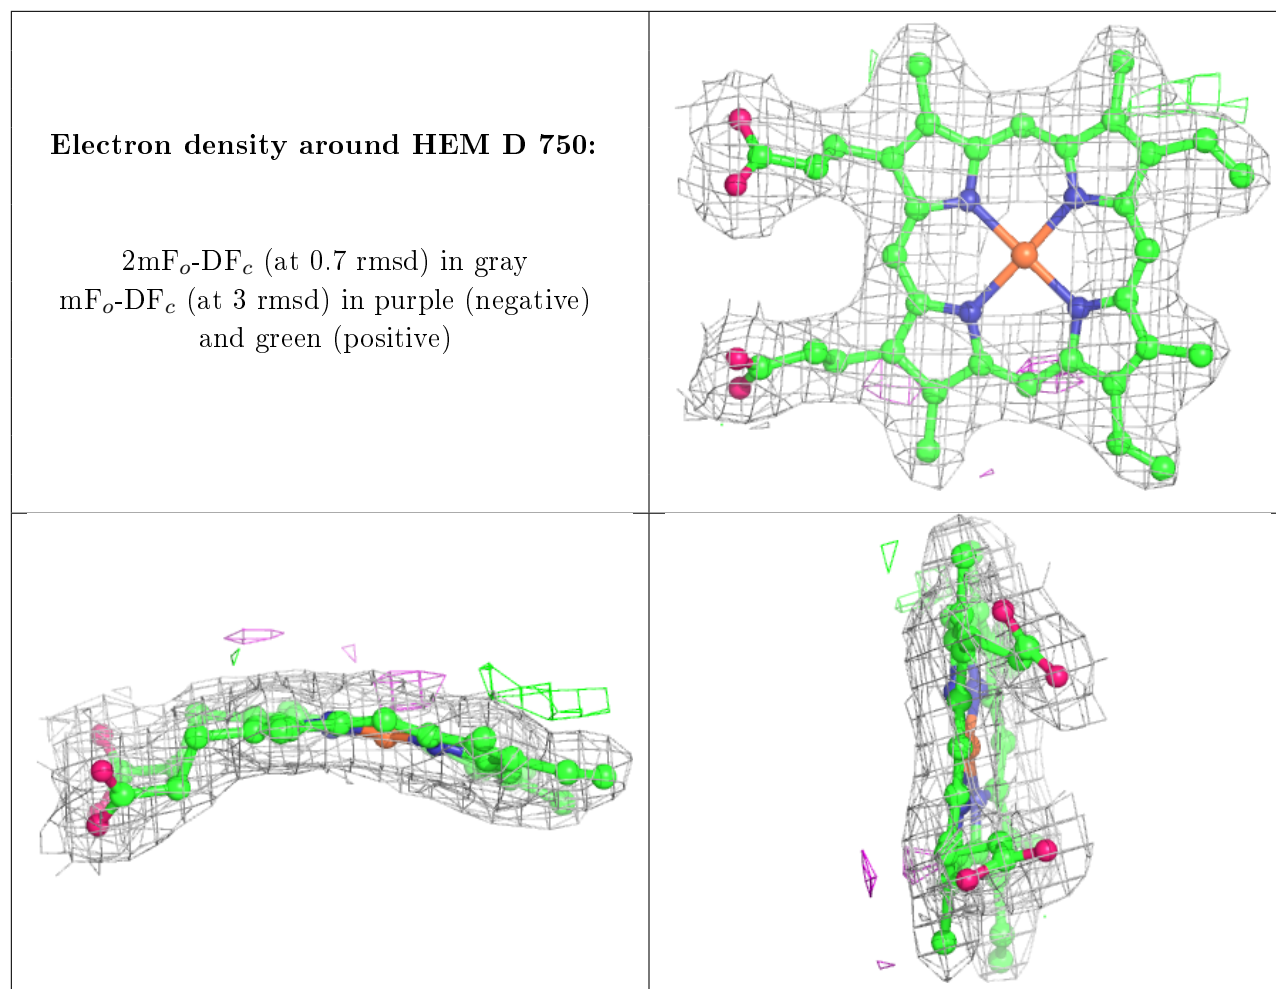 Electron density around HEM D 750:
2mFo-DFc (at 0.7 rmsd) in gray
mFo-DFc (at 3 rmsd) in purple (negative)
and green (positive)